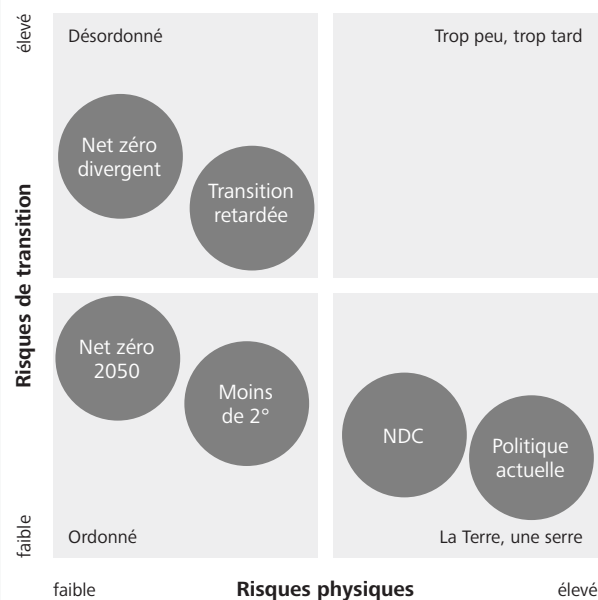 élevé
Désordonné
Trop peu, trop tard
Net zéro
divergent
Transition
retardée
Risques de transition
Net zéro
2050
Moins
de 2°
NDC
Politique
actuelle
faible
Ordonné
La Terre, une serre
faible
Risques physiques
élevé